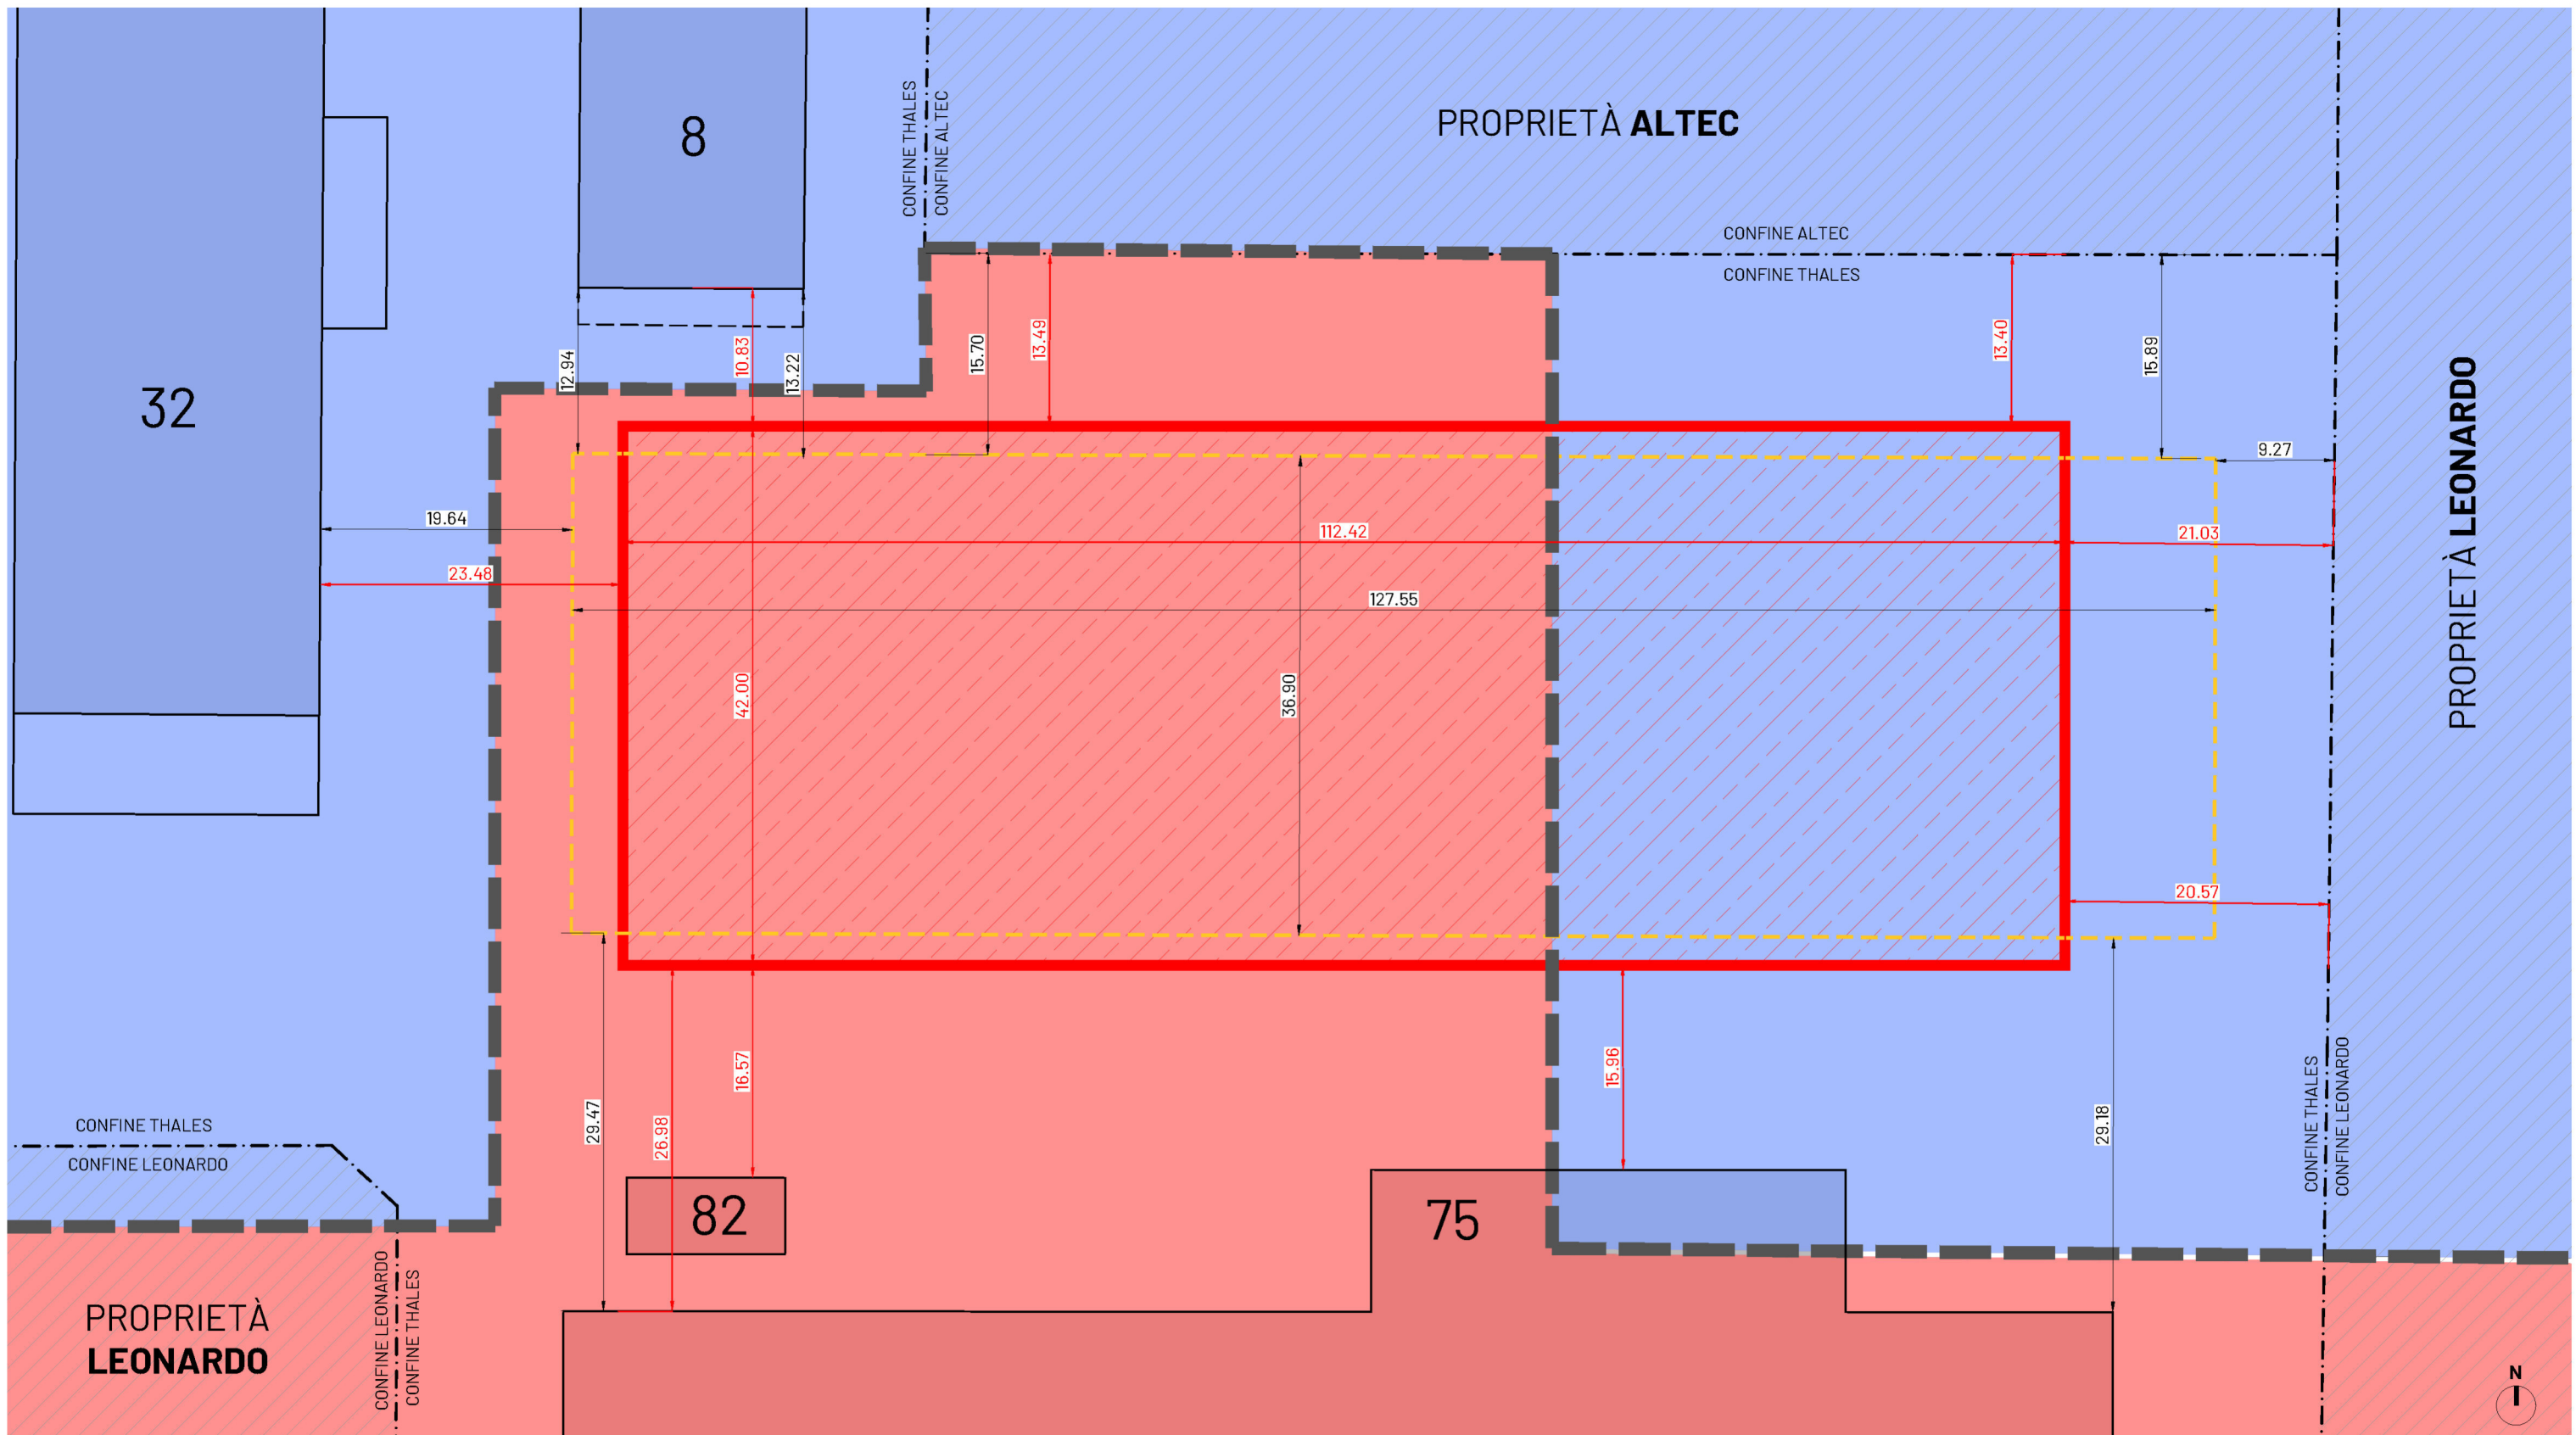 8
CONFINE THALES
CONFINE ALTEC
PROPRIETÀ ALTEC
CONFINE ALTEC
CONFINE THALES
32
12.94
10.83
13.22
15.70
13.49
13.40
15.89
9.27
19.64
23.48
112.42
21.03
127.55
42.00
36.90
PROPRIETÀ LEONARDO
20.57
29.47
26.98
16.57
15.96
29.18
CONFINE THALES
CONFINE LEONARDO
CONFINE THALES
CONFINE LEONARDO
82
75
PROPRIETÀ
LEONARDO
CONFINE LEONARDO
CONFINE THALES
N